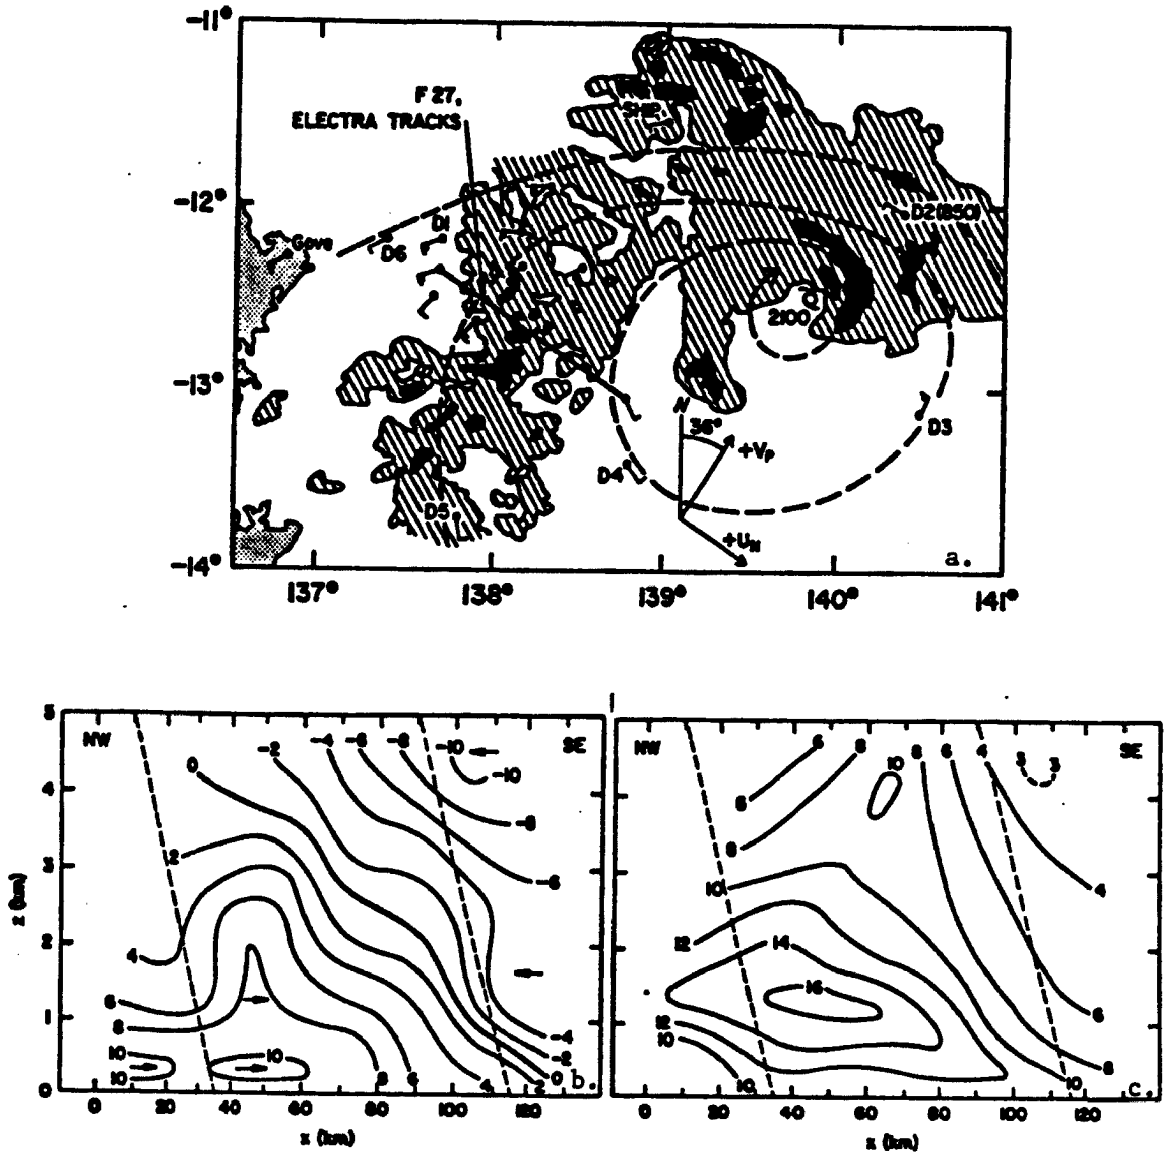 -11°
F 27,
ELECTRA TRACKS
SHIP
-12°
D1
D2(850)
Gove
D6
Q
2100
-13°
N
36°
+Vp
D3
D4
D5
+UN
-14°
a.
137° 138° 139° 140° 141°
5
NW
-2 -4 -6 -8 -10
SE
0
-10
4
-8
3
2
-6
z (km)
2
4
6
1
8
-4
-2
10
10
10
0
8 6 4 2 0
b.
0 20 40 60 80 100 120
x (km)
NW
6 8
8 6 4
3 3
SE
10
6
8
10
4
12
14
16
12
10
6
8
10
10
c.
0 20 40 60 80 100 120
x (km)